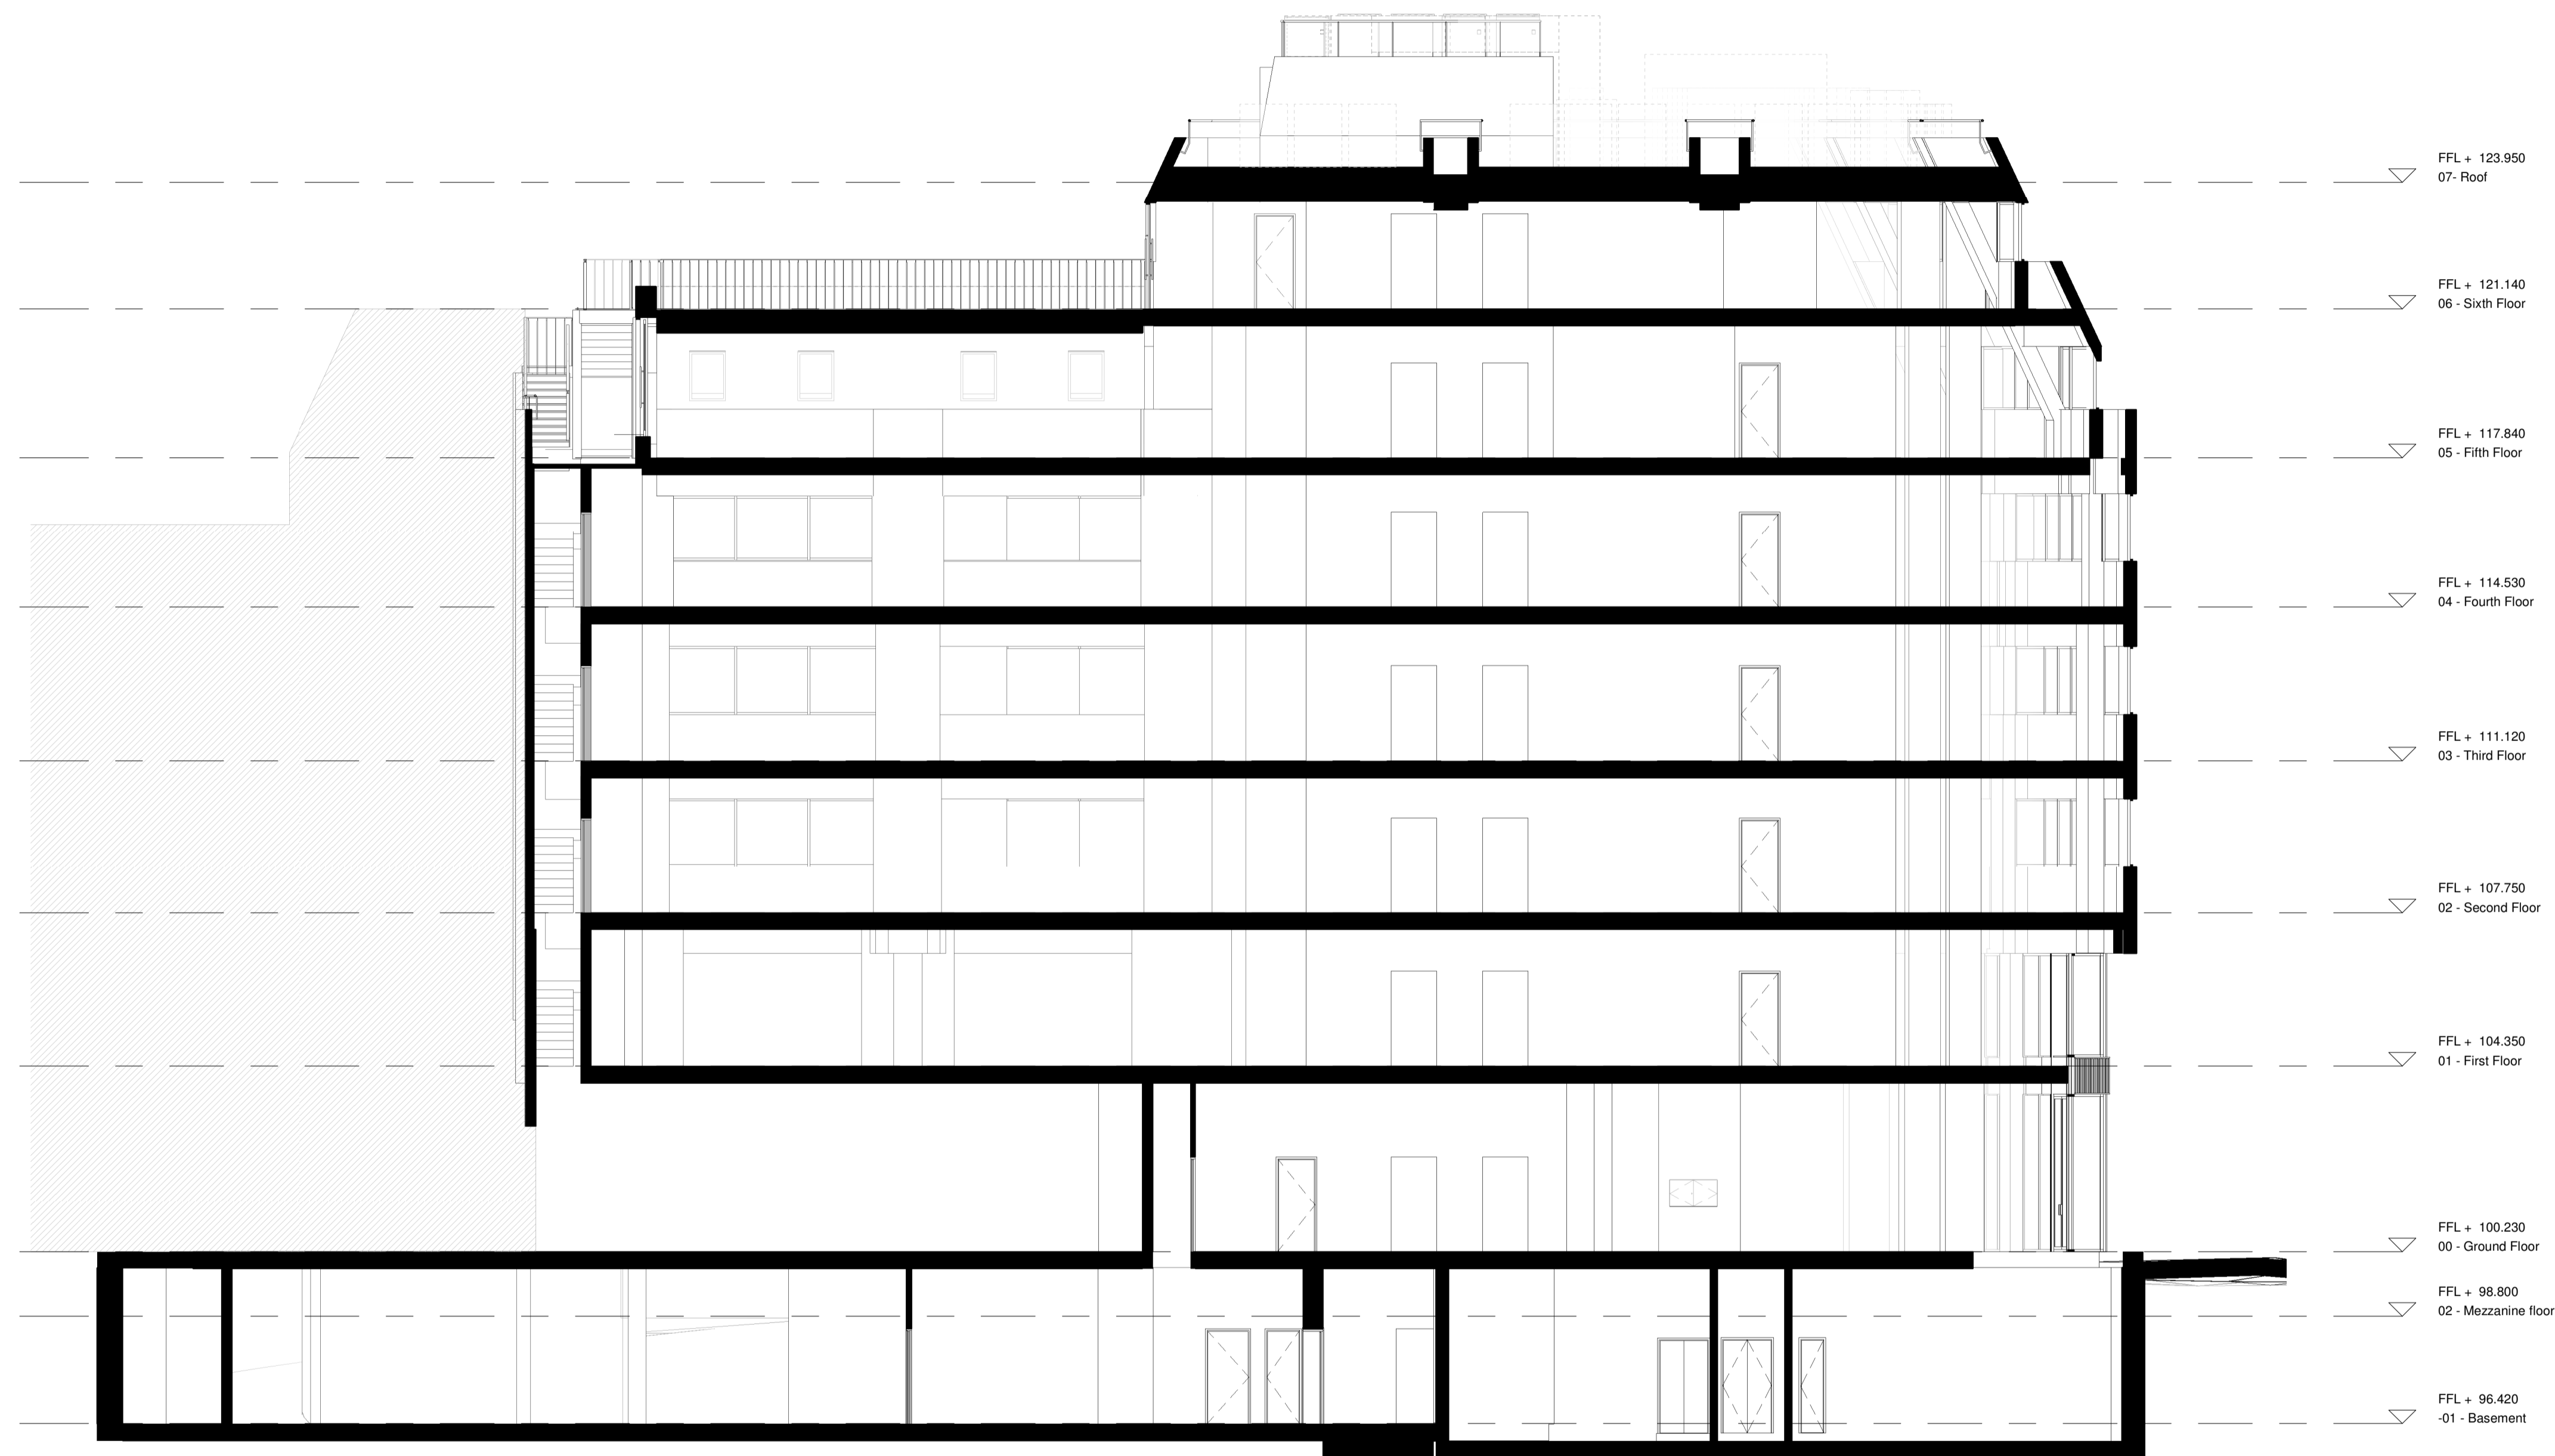 FFL + 123.950
07- Roof
FFL + 121.140
06 - Sixth Floor
FFL + 117.840
05 - Fifth Floor
FFL + 114.530
04 - Fourth Floor
FFL + 111.120
03 - Third Floor
FFL + 107.750
02 - Second Floor
FFL + 104.350
01 - First Floor
FFL + 100.230
00 - Ground Floor
FFL + 98.800
02 - Mezzanine floor
FFL + 96.420
-01 - Basement